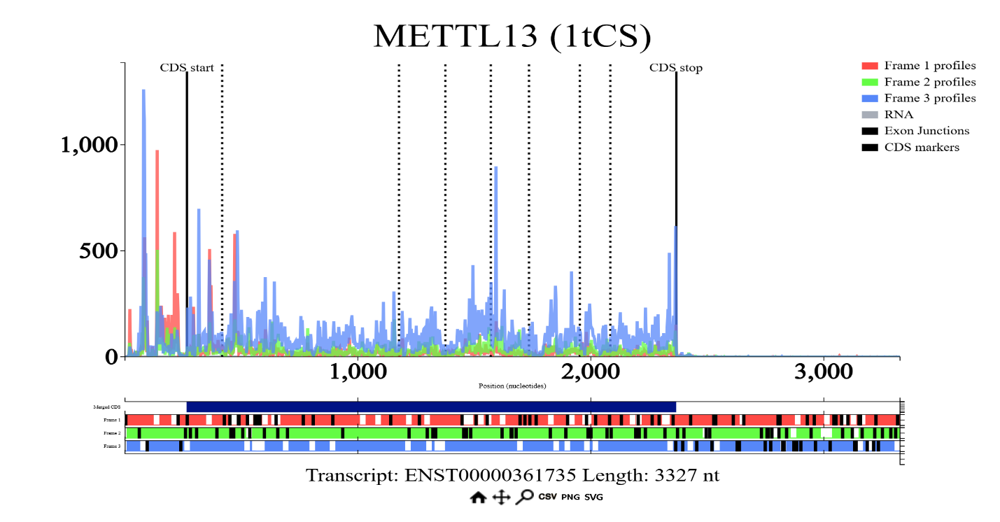 METTL13 (1tCS)
CDS start
CDS stop
Frame 1 profiles
Frame 2 profiles
Frame 3 profiles
RNA
Exon Junctions
CDS markers
1,000
500
0
1,000
2,000
3,000
Position (nucleotides)
Merged CDS
Frame 1
Frame 2
Frame 3
Transcript: ENST00000361735 Length: 3327 nt
CSV PNG SVG